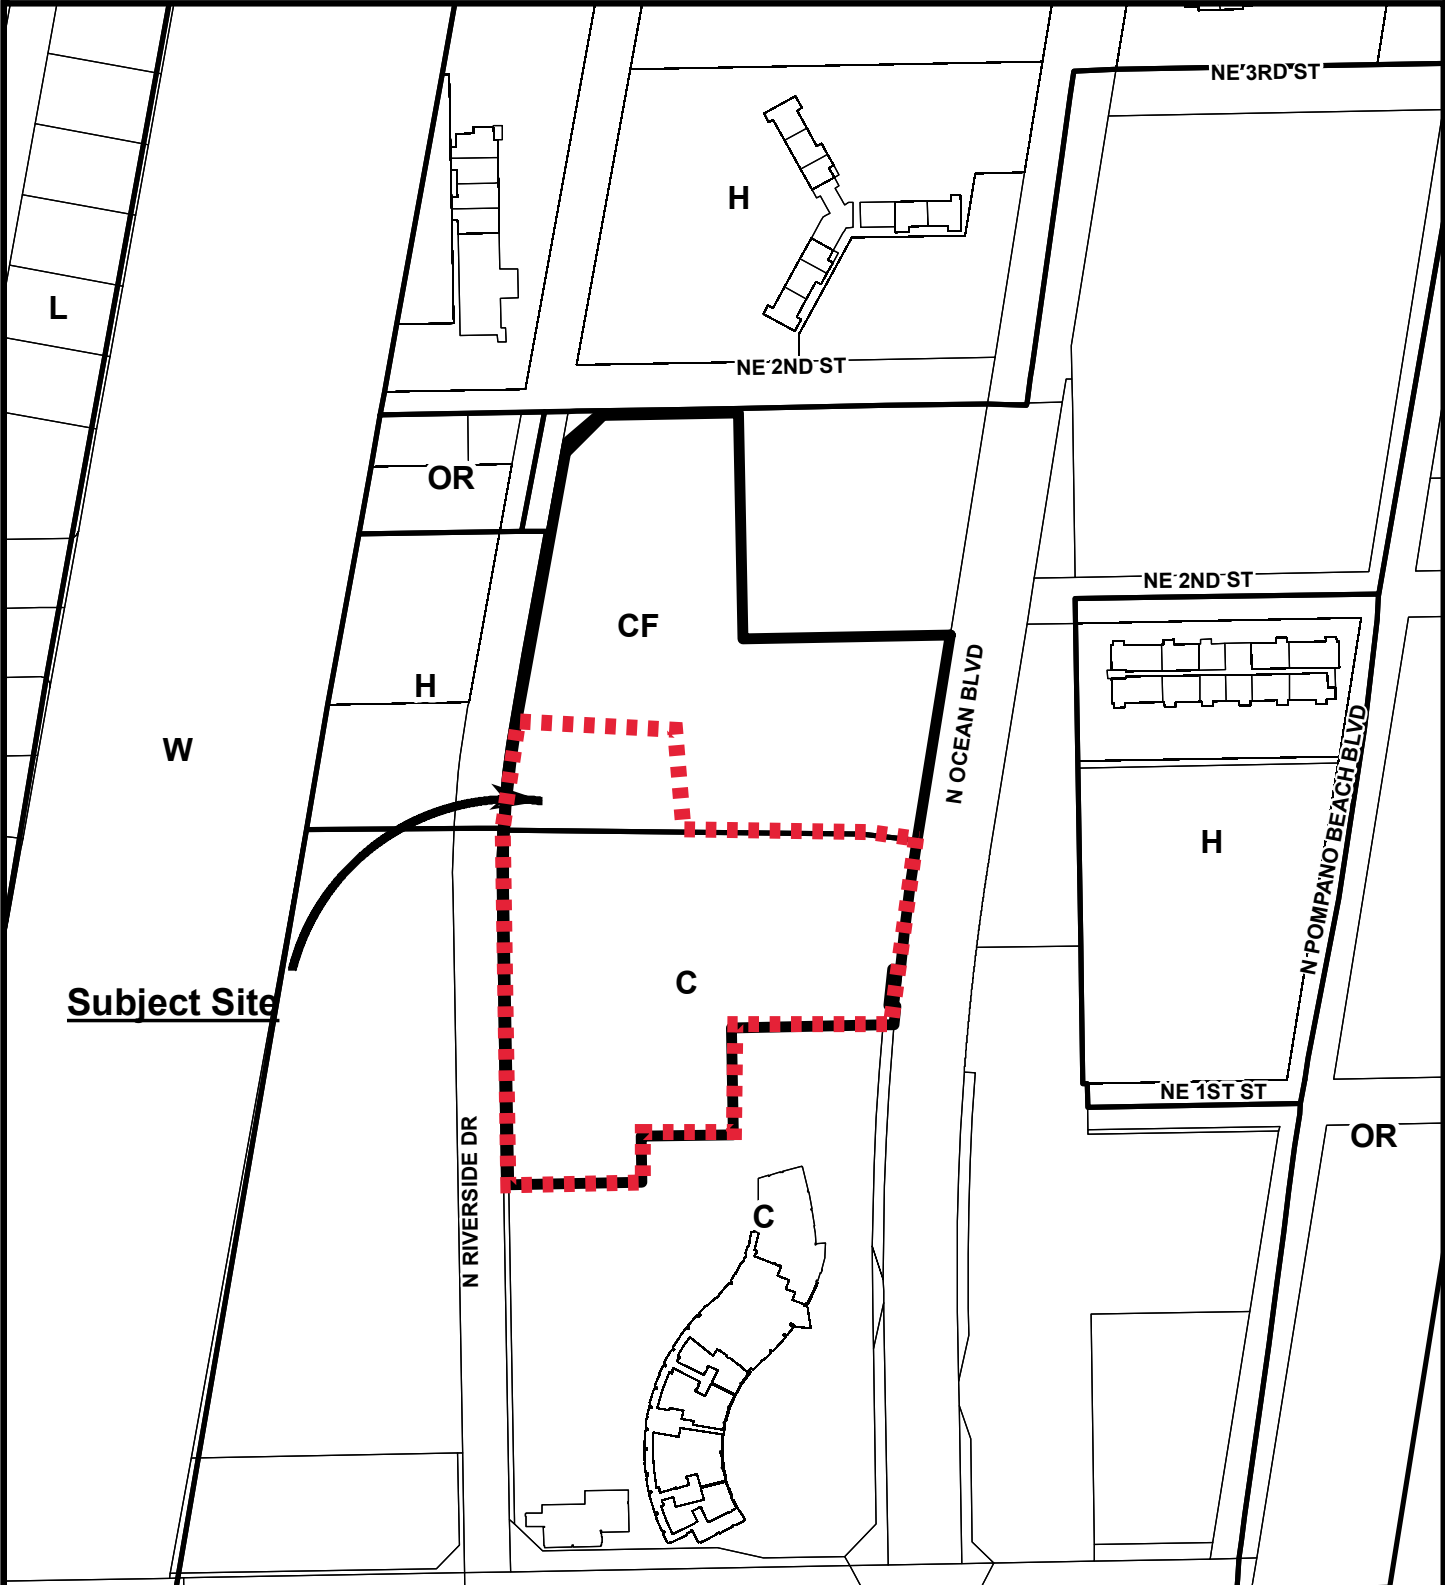 NE 3RD ST
H
L
NE 2ND ST
OR
NE 2ND ST
CF
H
N OCEAN BLVD
W
N POMPANO BEACH BLVD
H
C
Subject Site
NE 1ST ST
OR
N RIVERSIDE DR
C